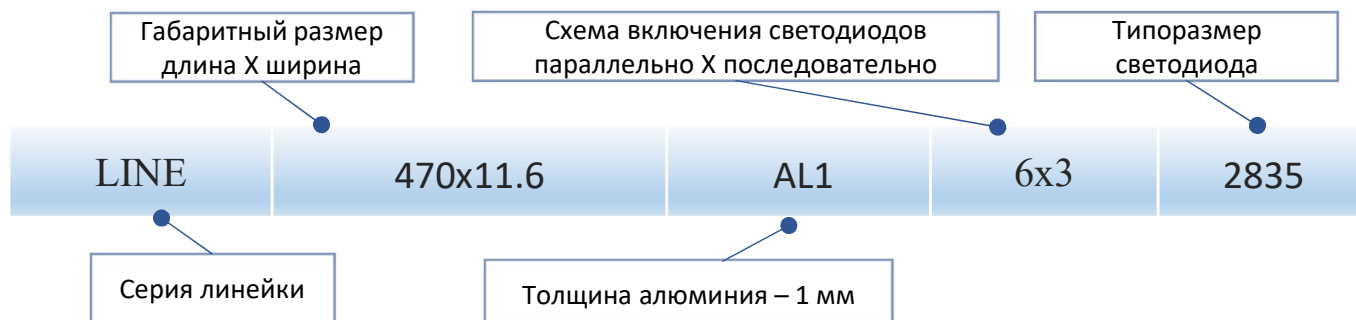 Габаритный размер
длина X ширина
Схема включения светодиодов
параллельно X последовательно
Типоразмер
светодиода
LINE 470x11.6 AL1 6x3 2835
Серия линейки
Толщина алюминия – 1 мм